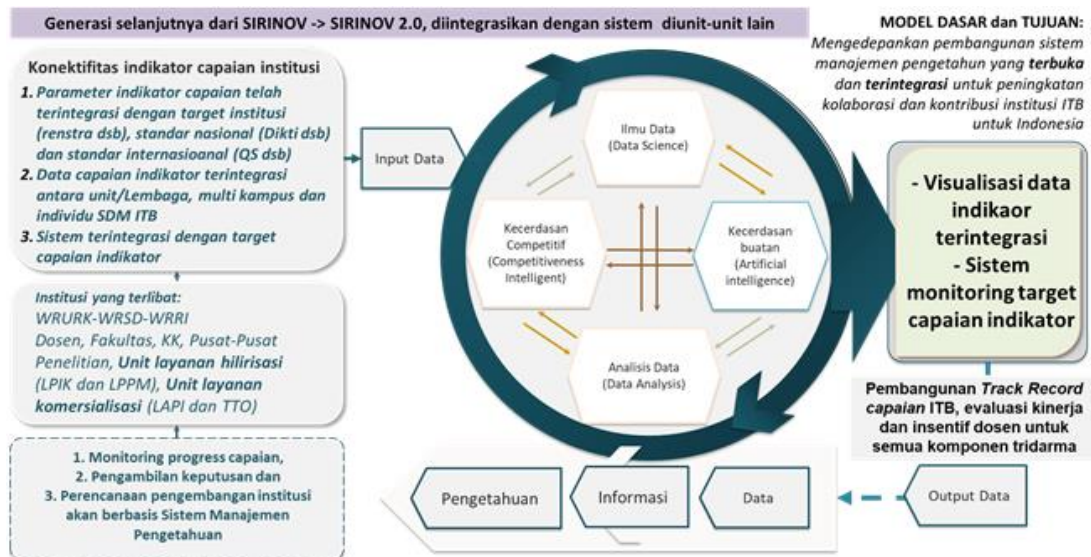 Generasi selanjutnya dari SIRINOV -> SIRINOV 2.0, diintegrasikan dengan sistem diunit-unit lain
MODEL DASAR dan TUJUAN:
Mengedepankan pembangunan sistem
manajemen pengetahun yang terbuka
dan terintegrasi untuk peningkatan
kolaborasi dan kontribusi institusi ITB
untuk Indonesia
Konektifitas indikator capaian institusi
1. Parameter indikator capaian telah
terintegrasi dengan target institusi
(renstra dsb), standar nasional (Dikti dsb)
dan standar internasioanal (QS dsb)
2. Data capaian indikator terintegrasi
antara unit/Lembaga, multi kampus dan
individu SDM ITB
3. Sistem terintegrasi dengan target
capaian indikator
Input Data
Ilmu Data
(Data Science)
Kecerdasan
Competitif
(Competitiveness
Intelligent)
Kecerdasan
buatan
(Artificial
intelligence)
Analisis Data
(Data Analysis)
- Visualisasi data
indikaor
terintegrasi
- Sistem
monitoring target
capaian indikator
Institusi yang terlibat:
WRURK-WRSD-WRRI
Dosen, Fakultas, KK, Pusat-Pusat
Penelitian, Unit layanan hilirisasi
(LPIK dan LPPM), Unit layanan
komersialisasi (LAPI dan TTO)
Pembangunan Track Record
capaian ITB, evaluasi kinerja
dan insentif dosen untuk
semua komponen tridarma
1. Monitoring progress capaian,
2. Pengambilan keputusan dan
3. Perencanaan pengembangan institusi
akan berbasis Sistem Manajemen
Pengetahuan
Pengetahuan
Informasi
Data
Output Data